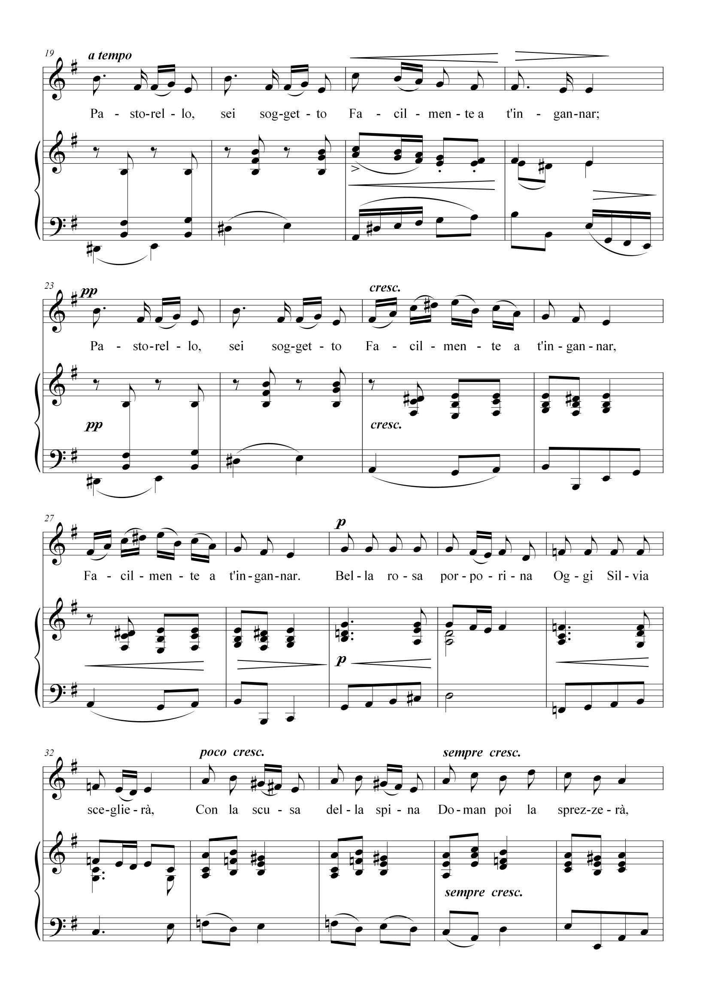 19
a tempo
Pa - sto-rel - lo, sei sog-get - to Fa - cil - men - te a t'in - gan-nar;
23
pp
cresc.
Pa - sto-rel - lo, sei sog-get - to Fa - cil - men - te a t'in - gan - nar,
pp
cresc.
27
p
Fa - cil - men - te a t'in-gan-nar. Bel - la ro - sa por-po - ri - na Og - gi Sil - via
p
32
poco cresc.
sempre cresc.
sce-glie - rà, Con la scu - sa del - la spi - na Do - man poi la sprez-ze - rà,
sempre cresc.